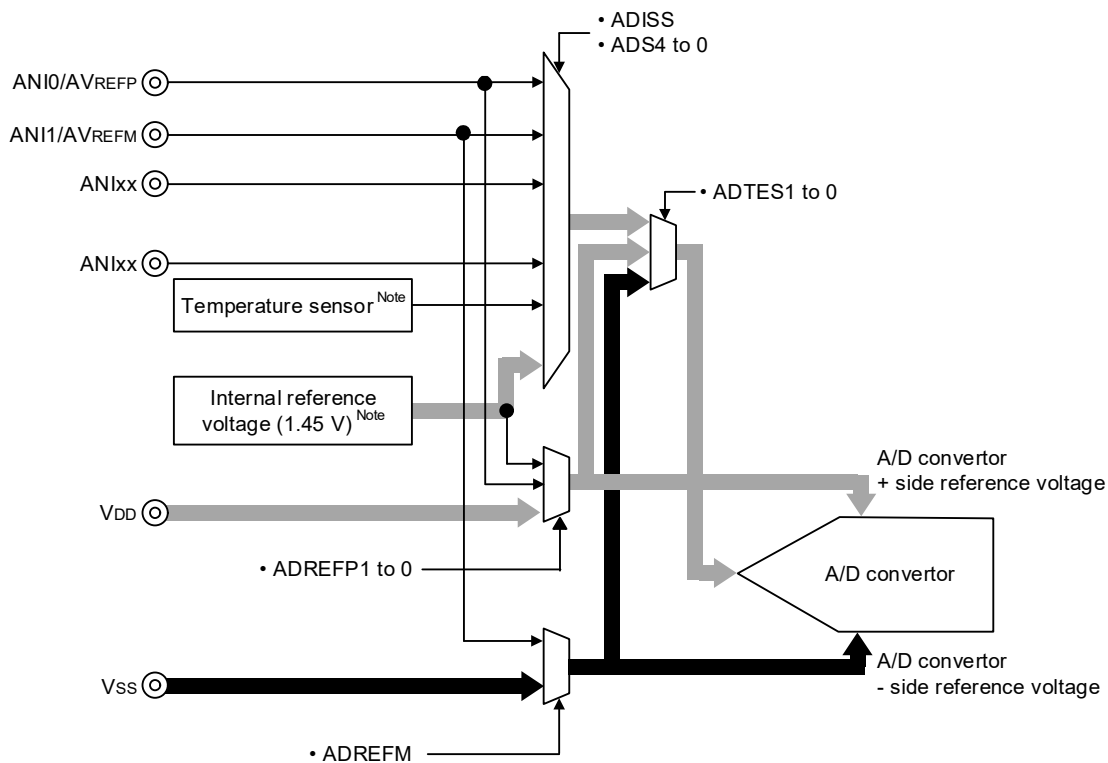 • ADISS
• ADS4 to 0
ANI0/AVREFP
ANI1/AVREFM
ANIxx
• ADTES1 to 0
ANIxx
Temperature sensor Note
Internal reference
voltage (1.45 V) Note
A/D convertor
+ side reference voltage
VDD
• ADREFP1 to 0
A/D convertor
A/D convertor
- side reference voltage
VSS
• ADREFM